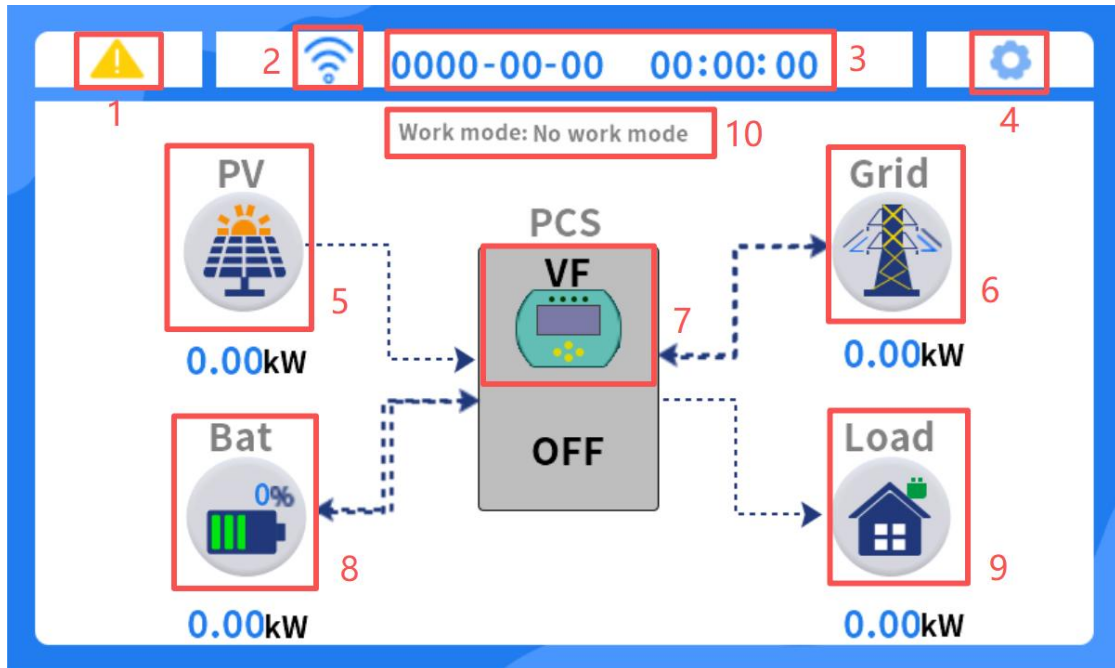 2
0000-00-00 00:00:00
3
1
4
Work mode: No work mode
10
PV
Grid
PCS
VF
5
7
6
0.00kW
0.00kW
Bat
Load
OFF
0%
8
9
0.00kW
0.00kW